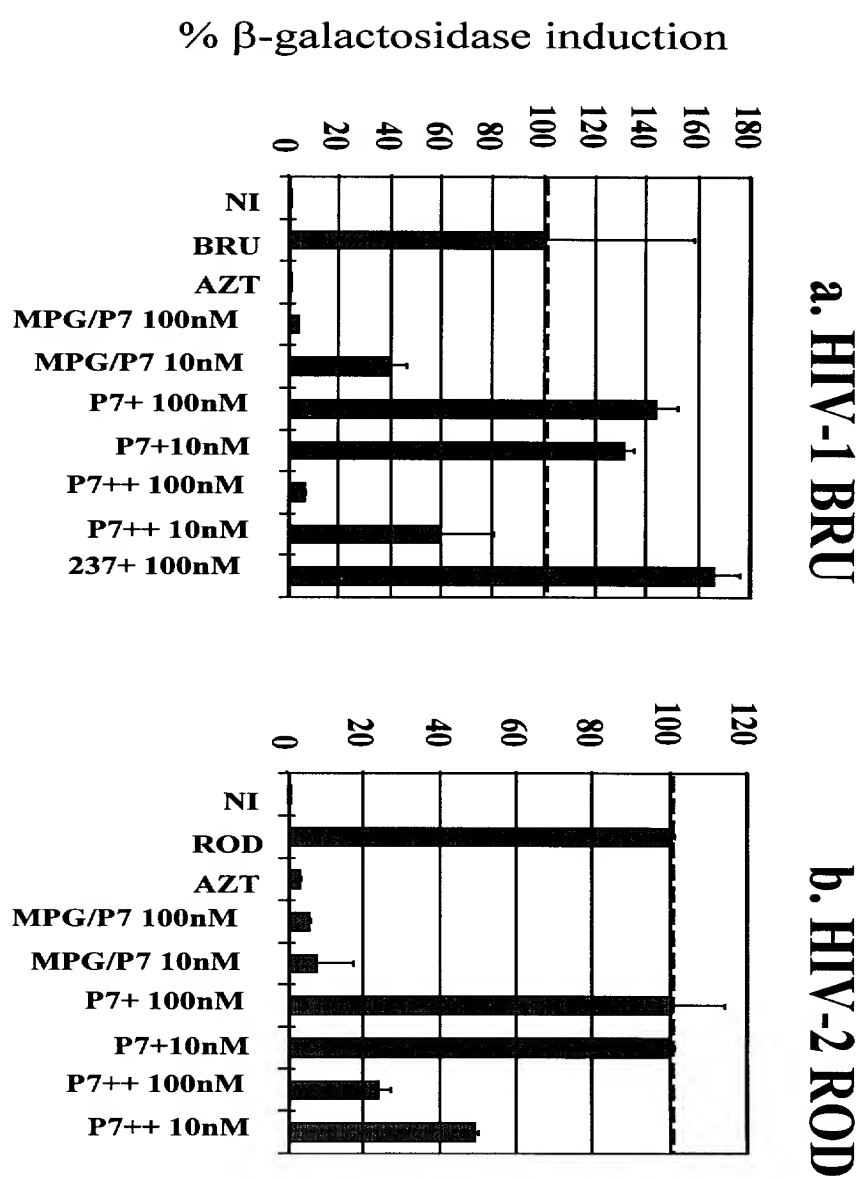 % β-galactosidase induction
a. HIV-1 BRU
180
160
140
120
100
80
60
40
20
0
NI
BRU
AZT
MPG/P7 100nM
MPG/P7 10nM
P7+ 100nM
P7+10nM
P7++ 100nM
P7++ 10nM
237+ 100nM
b. HIV-2 ROD
120
100
80
60
40
20
0
NI
ROD
AZT
MPG/P7 100nM
MPG/P7 10nM
P7+ 100nM
P7+10nM
P7++ 100nM
P7++ 10nM